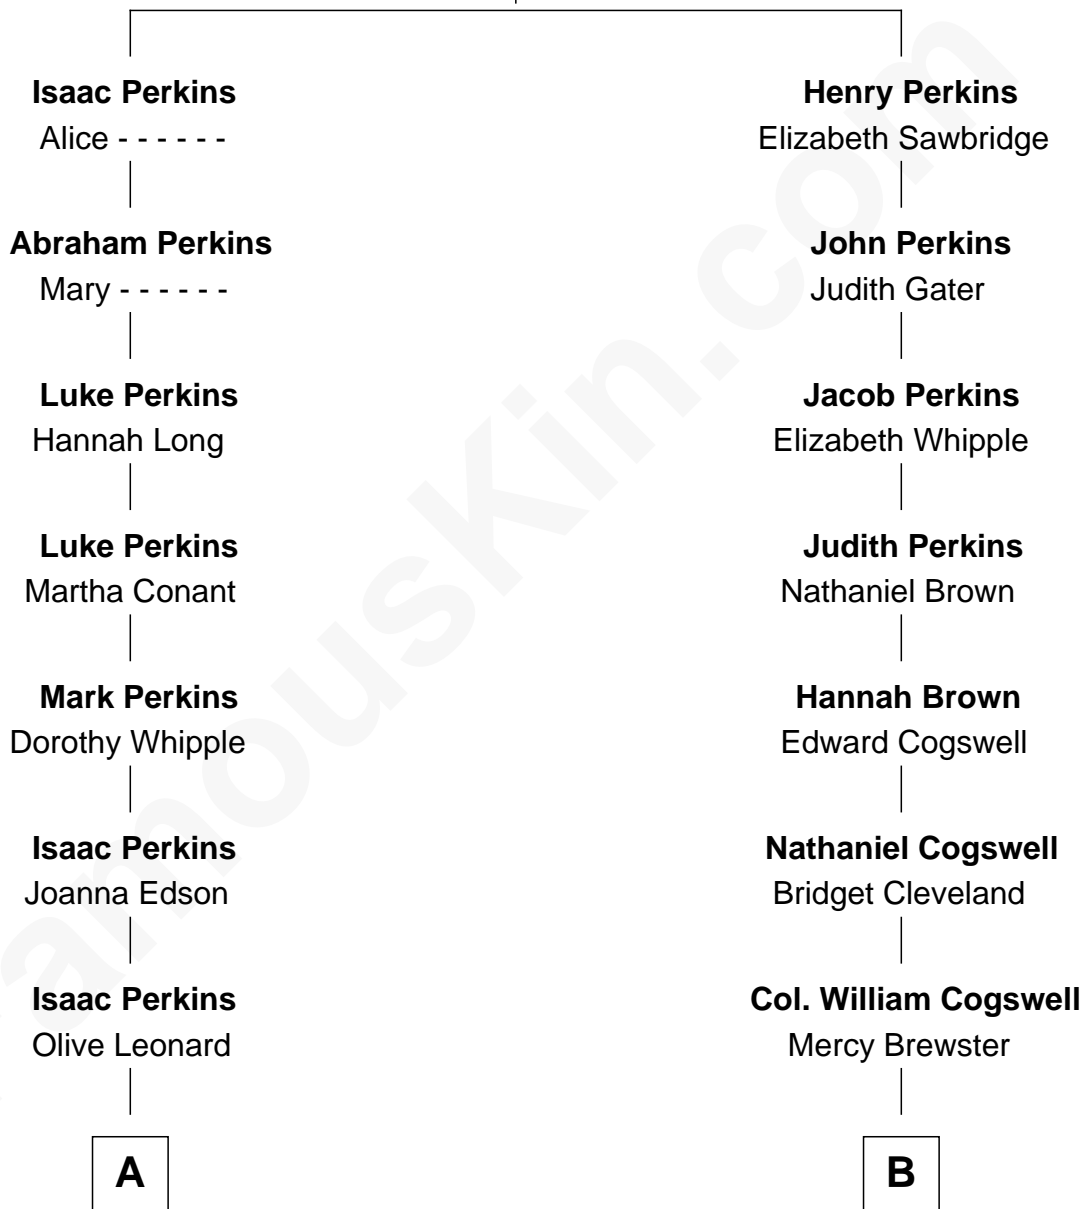 Isaac Perkins
Alice - - - - - -
Abraham Perkins
Mary - - - - - -
Luke Perkins
Hannah Long
Luke Perkins
Martha Conant
Mark Perkins
Dorothy Whipple
Isaac Perkins
Joanna Edson
Isaac Perkins
Olive Leonard
A
Henry Perkins
Elizabeth Sawbridge
John Perkins
Judith Gater
Jacob Perkins
Elizabeth Whipple
Judith Perkins
Nathaniel Brown
Hannah Brown
Edward Cogswell
Nathaniel Cogswell
Bridget Cleveland
Col. William Cogswell
Mercy Brewster
B
amouskin.com